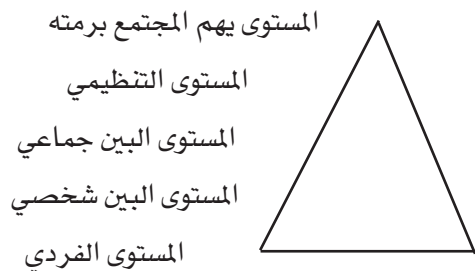 المستوى يهم المجتمع برمته
المستوى التنظيمي
المستوى البين جماعي
المستوى البين شخصي
المستوى الفردي